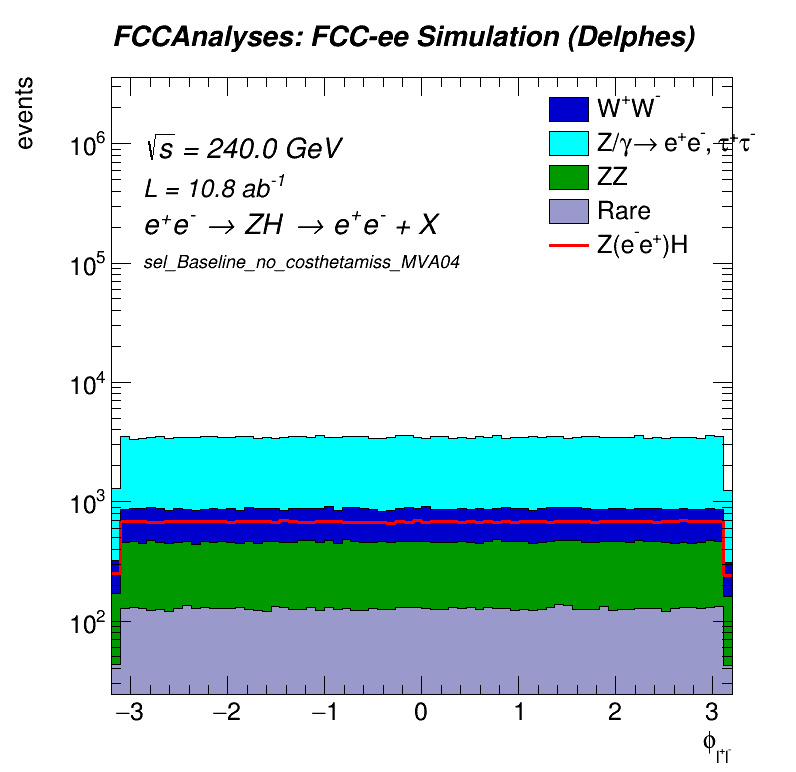 FCCAnalyses: FCC-ee Simulation (Delphes)
events
√s = 240.0 GeV
L = 10.8 ab⁻¹
e⁺e⁻ → ZH → e⁺e⁻ + X
sel_Baseline_no_costhetamiss_MVA04
W⁺W⁻
Z/γ→ e⁺e⁻, τ⁺τ⁻
ZZ
Rare
Z(e⁻e⁺)H
10⁶
10⁵
10⁴
10³
10²
−3 −2 −1 0 1 2 3
ϕ_l⁺l⁻